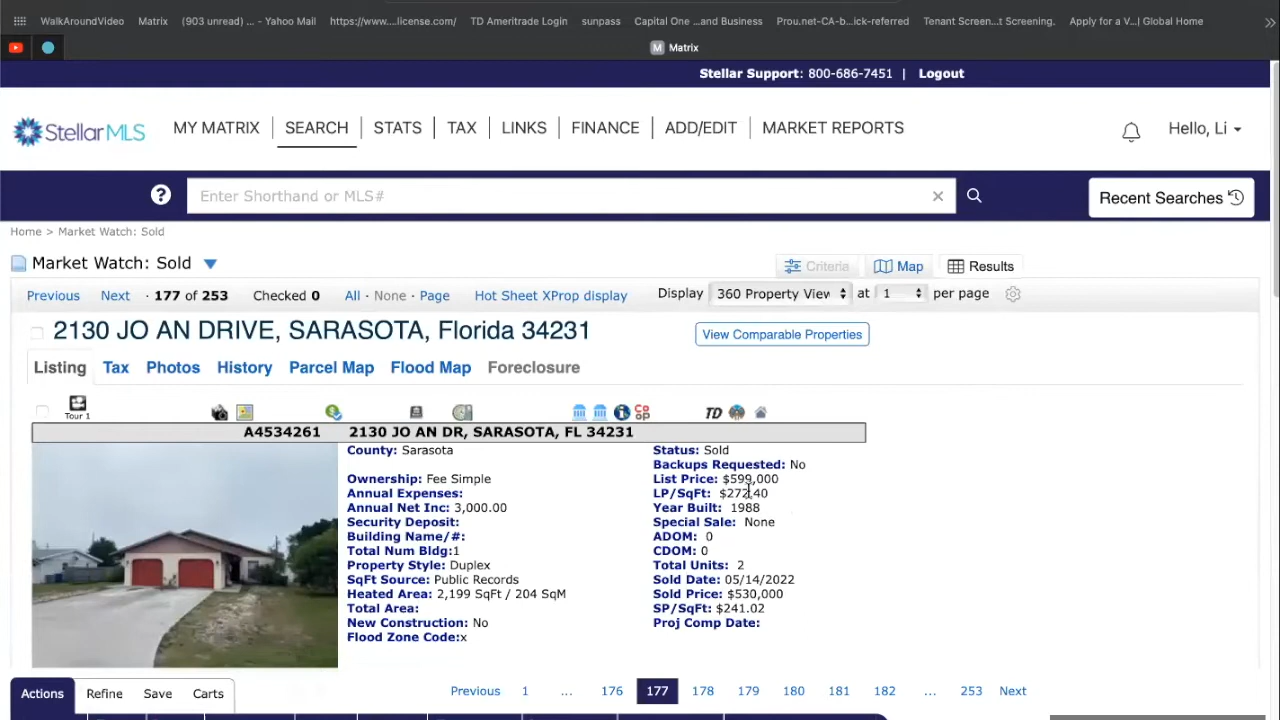 WalkAroundVideo Matrix (903 unread) ... - Yahoo Mail https://www....license.com/ TD Ameritrade Login sunpass Capital One ...and Business Prou.net-CA-b...ick-referred Tenant Screen...t Screening. Apply for a V...| Global Home
M Matrix
Stellar Support: 800-686-7451 | Logout
StellarMLS MY MATRIX SEARCH STATS TAX LINKS FINANCE ADD/EDIT MARKET REPORTS Hello, Li
? Enter Shorthand or MLS# Recent Searches
Home > Market Watch: Sold
Market Watch: Sold Criteria Map Results
Previous Next · 177 of 253 Checked 0 All · None · Page Hot Sheet XProp display Display 360 Property View at 1 per page
2130 JO AN DRIVE, SARASOTA, Florida 34231 View Comparable Properties
Listing Tax Photos History Parcel Map Flood Map Foreclosure
Tour 1 CO OP TD
A4534261 2130 JO AN DR, SARASOTA, FL 34231
County: Sarasota Status: Sold
Backups Requested: No
Ownership: Fee Simple List Price: $599,000
Annual Expenses: LP/SqFt: $272.40
Annual Net Inc: 3,000.00 Year Built: 1988
Security Deposit: Special Sale: None
Building Name/#: ADOM: 0
Total Num Bldg:1 CDOM: 0
Property Style: Duplex Total Units: 2
SqFt Source: Public Records Sold Date: 05/14/2022
Heated Area: 2,199 SqFt / 204 SqM Sold Price: $530,000
Total Area: SP/SqFt: $241.02
New Construction: No Proj Comp Date:
Flood Zone Code:x
Actions Refine Save Carts Previous 1 ... 176 177 178 179 180 181 182 ... 253 Next